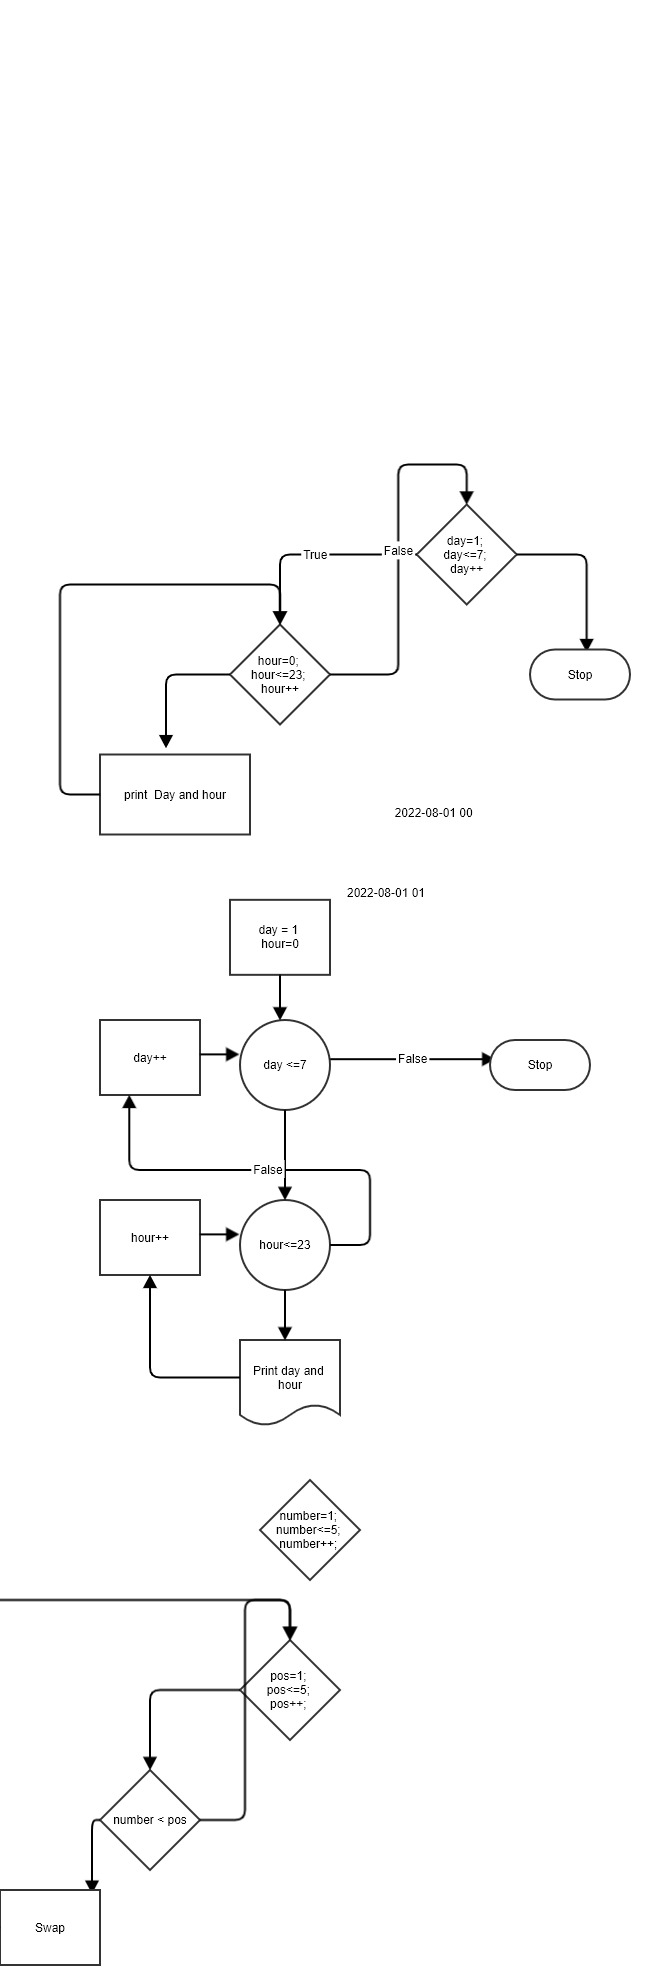 day=1;
day<=7;
day++
True
False
hour=0;
hour<=23;
hour++
Stop
print  Day and hour
2022-08-01 00
2022-08-01 01
day = 1
hour=0
day++
day <=7
False
Stop
False
hour++
hour<=23
Print day and
hour
number=1;
number<=5;
number++;
pos=1;
pos<=5;
pos++;
number < pos
Swap